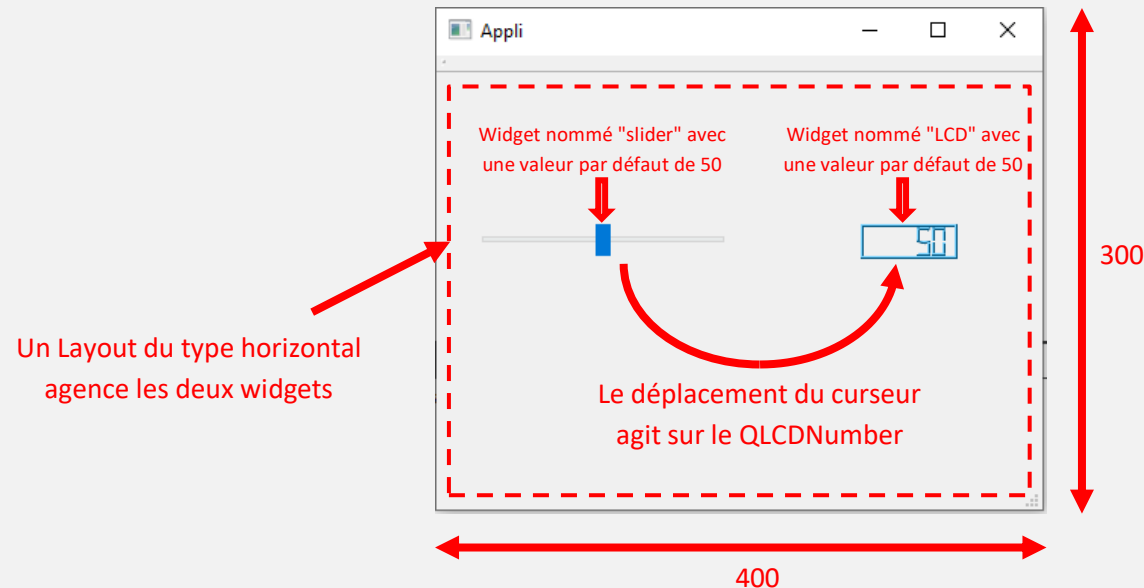 Appli
Widget nommé "slider" avec
une valeur par défaut de 50
Widget nommé "LCD" avec
une valeur par défaut de 50
50
300
Un Layout du type horizontal
agence les deux widgets
Le déplacement du curseur
agit sur le QLCDNumber
400